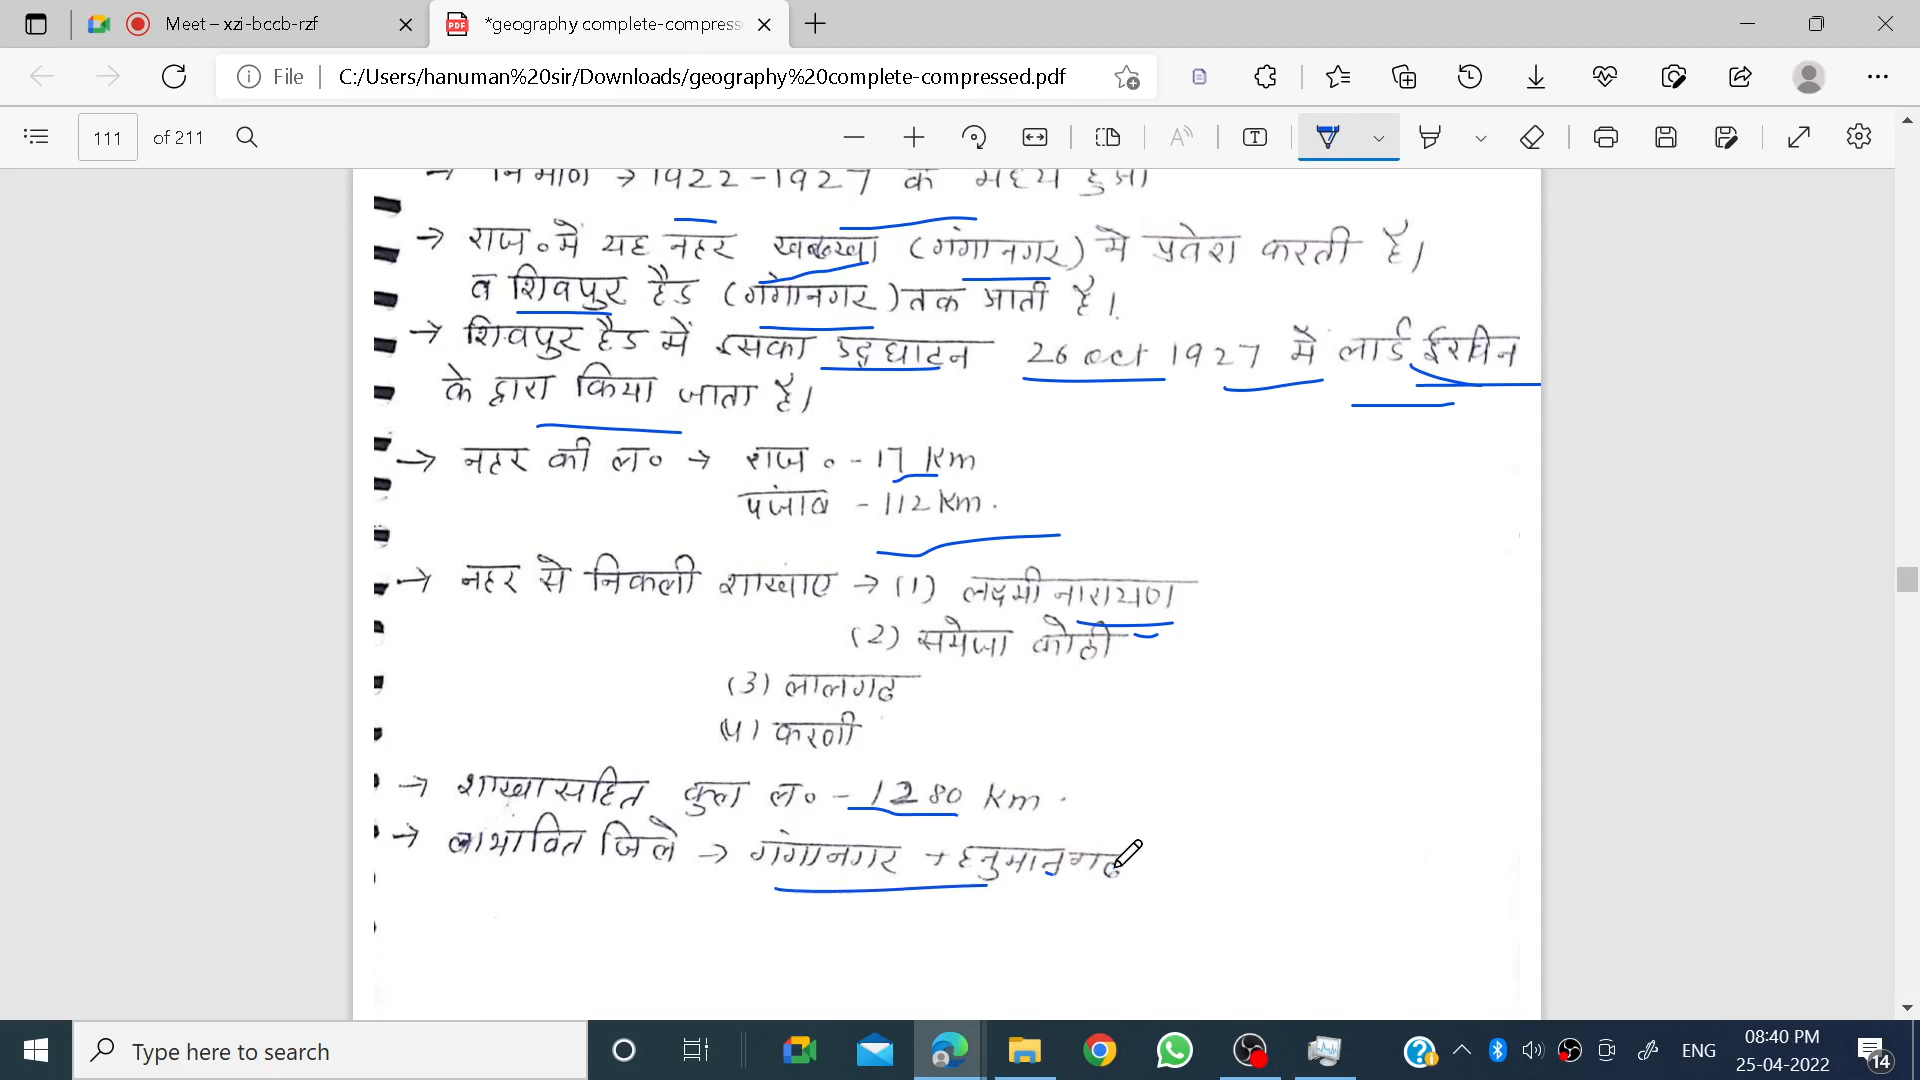 Meet – xzi-bccb-rzf
*geography complete-compress
File
C:/Users/hanuman%20sir/Downloads/geography%20complete-compressed.pdf
111 of 211
→ निर्माण → 1922-1927 के मध्य हुआ
→ राज॰ में यह नहर खखख्खा (गंगानगर) मे प्रवेश करती है।
व शिवपुर हैड (गंगानगर) तक जाती है।
→ शिवपुर हैड में इसका उद्घाटन 26 oct 1927 में लार्ड ईरविन
के द्वारा किया जाता है।
→ नहर की ल॰ → राज॰ - 17 Km
पंजाब - 112 Km.
→ नहर से निकली शाखाए → (1) लक्ष्मी नारायण
(2) समेजा कोठी
(3) लालगढ
(4) करणी
→ शाखा सहित कुल ल॰ - 1280 Km.
→ लाभावित जिले → गंगानगर + हनुमानगढ
Type here to search
ENG
08:40 PM
25-04-2022
14